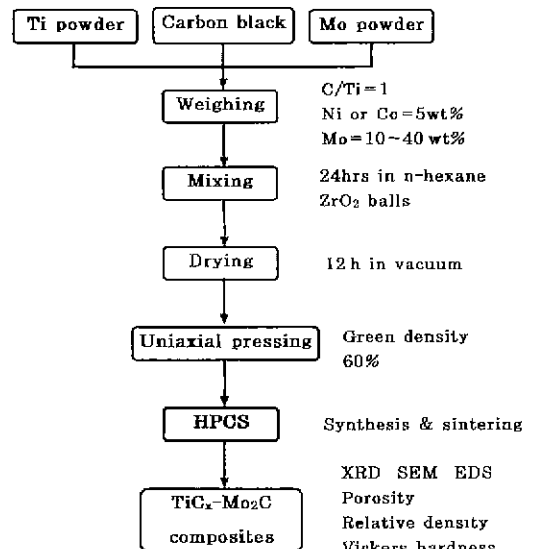 Ti powder
Carbon black
Mo powder
Weighing
C/Ti=1
Ni or Co=5wt%
Mo=10~40 wt%
Mixing
24hrs in n-hexane
ZrO₂ balls
Drying
12 h in vacuum
Uniaxial pressing
Green density
60%
HPCS
Synthesis & sintering
TiCₓ-Mo₂C
composites
XRD SEM EDS
Porosity
Relative density
Vickers hardness